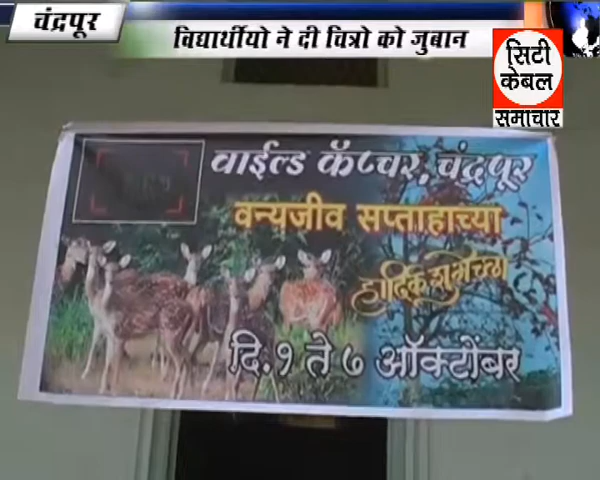 चंद्रपूर
विद्यार्थीयो ने दी चित्रो को जुबान
सिटी
केबल
समाचार
वाईल्ड कॅप्चर, चंद्रपूर
वन्यजीव सप्ताहाच्या
हार्दिक शुभेच्छा
दि. १ ते ७ ऑक्टोंबर